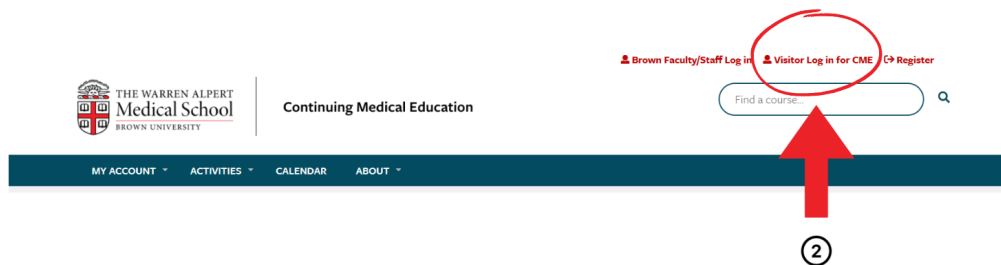 Brown Faculty/Staff Log in Visitor Log in for CME Register
THE WARREN ALPERT
Medical School
BROWN UNIVERSITY
Continuing Medical Education
Find a course...
MY ACCOUNT ACTIVITIES CALENDAR ABOUT
2